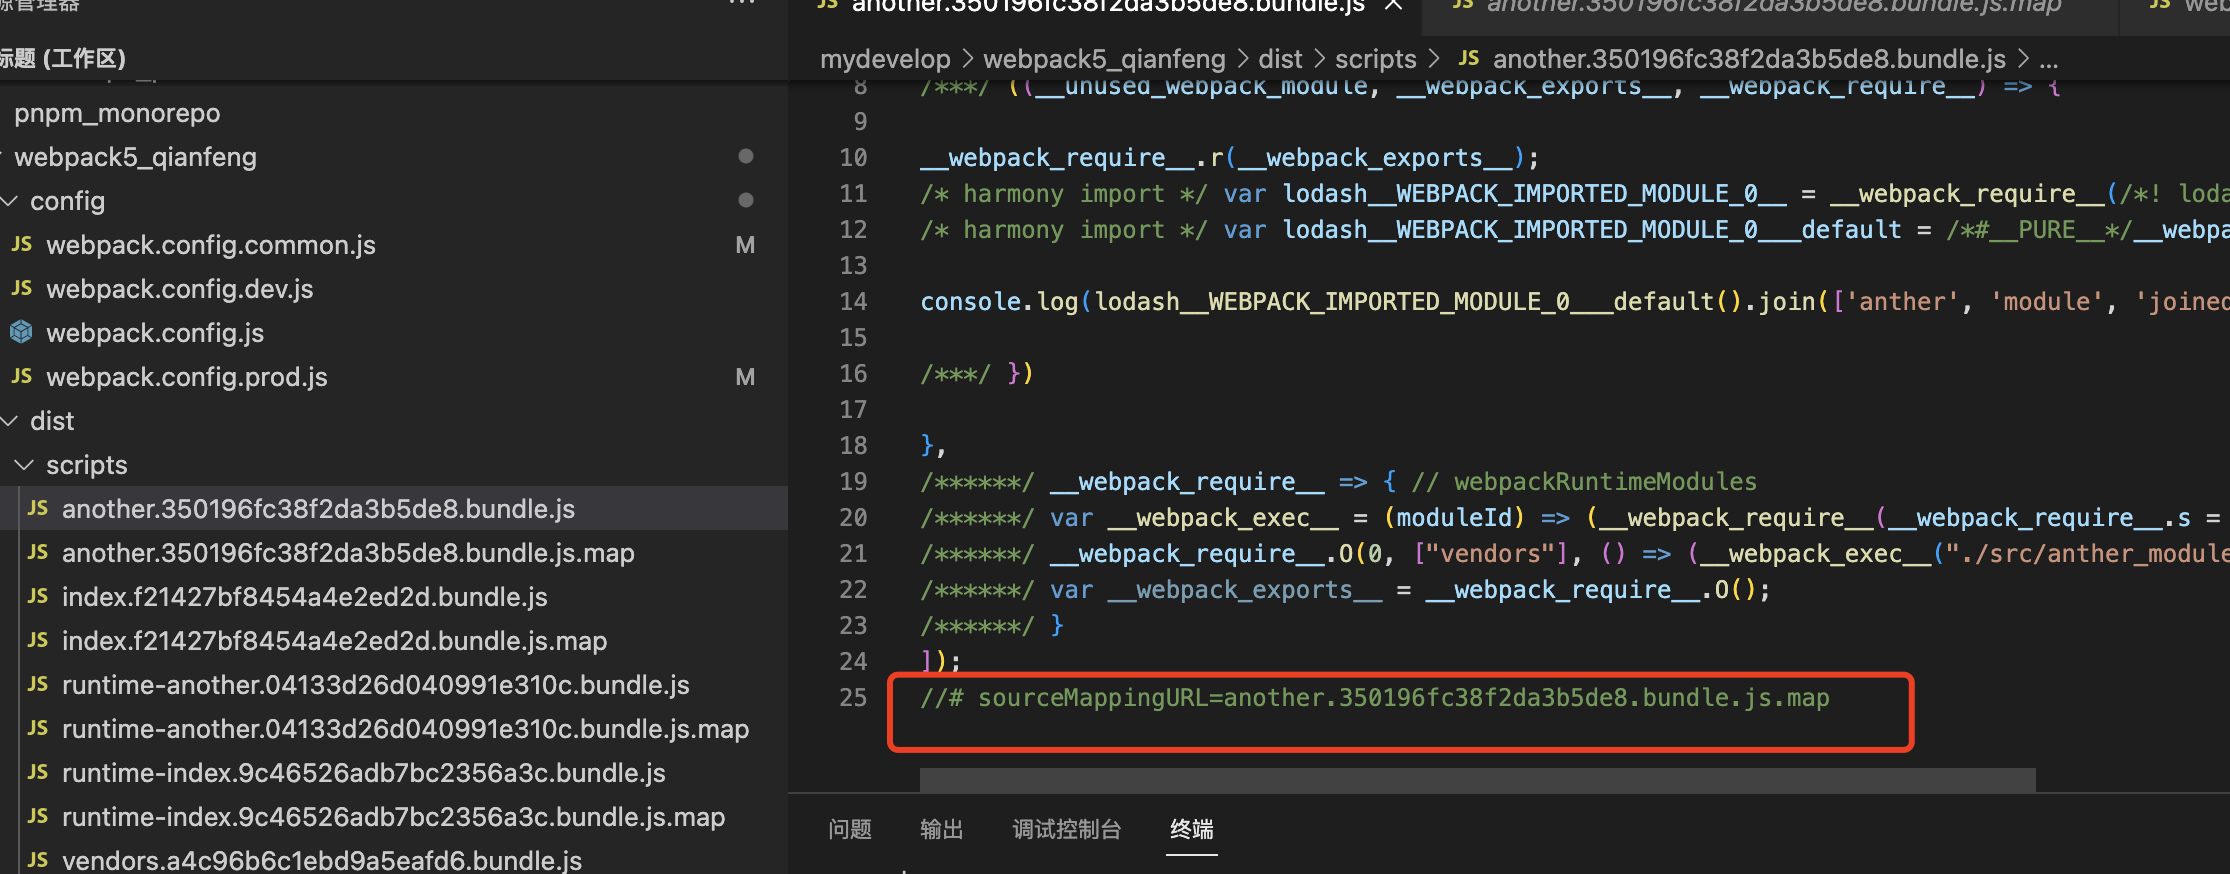 源管理器
…
标题 (工作区)
pnpm_monorepo
webpack5_qianfeng
config
JS webpack.config.common.js M
JS webpack.config.dev.js
webpack.config.js
JS webpack.config.prod.js M
dist
scripts
JS another.350196fc38f2da3b5de8.bundle.js
JS another.350196fc38f2da3b5de8.bundle.js.map
JS index.f21427bf8454a4e2ed2d.bundle.js
JS index.f21427bf8454a4e2ed2d.bundle.js.map
JS runtime-another.04133d26d040991e310c.bundle.js
JS runtime-another.04133d26d040991e310c.bundle.js.map
JS runtime-index.9c46526adb7bc2356a3c.bundle.js
JS runtime-index.9c46526adb7bc2356a3c.bundle.js.map
JS vendors.a4c96b6c1ebd9a5eafd6.bundle.js
JS another.350196fc38f2da3b5de8.bundle.js × JS another.350196fc38f2da3b5de8.bundle.js.map JS web
mydevelop > webpack5_qianfeng > dist > scripts > JS another.350196fc38f2da3b5de8.bundle.js > ...
8 /***/ ((__unused_webpack_module, __webpack_exports__, __webpack_require__) => {
9
10 __webpack_require__.r(__webpack_exports__);
11 /* harmony import */ var lodash__WEBPACK_IMPORTED_MODULE_0__ = __webpack_require__(/*! loda
12 /* harmony import */ var lodash__WEBPACK_IMPORTED_MODULE_0___default = /*#__PURE__*/__webpa
13
14 console.log(lodash__WEBPACK_IMPORTED_MODULE_0___default().join(['anther', 'module', 'joined
15
16 /***/ })
17
18 },
19 /******/ __webpack_require__ => { // webpackRuntimeModules
20 /******/ var __webpack_exec__ = (moduleId) => (__webpack_require__(__webpack_require__.s =
21 /******/ __webpack_require__.O(0, ["vendors"], () => (__webpack_exec__("./src/anther_module
22 /******/ var __webpack_exports__ = __webpack_require__.O();
23 /******/ }
24 ]);
25 //# sourceMappingURL=another.350196fc38f2da3b5de8.bundle.js.map
问题 输出 调试控制台 终端